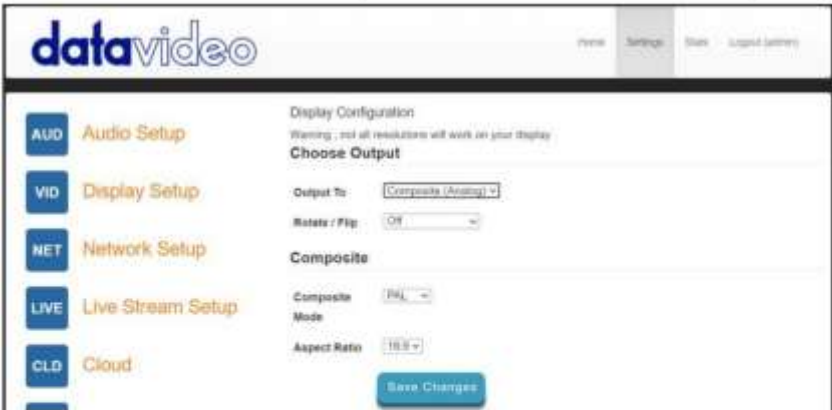 datavideo
Home Settings Stats Logout (admin)
AUD Audio Setup
VID Display Setup
NET Network Setup
LIVE Live Stream Setup
CLD Cloud
Display Configuration
Warning , not all resolutions will work on your display
Choose Output
Output To Composite (Analog)
Rotate / Flip Off
Composite
Composite Mode PAL
Aspect Ratio 16:9
Save Changes